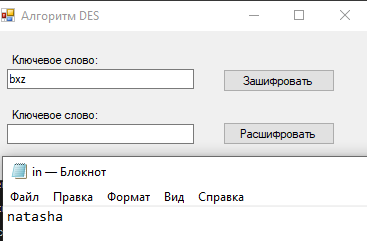 Алгоритм DES
Ключевое слово:
bxz
Зашифровать
Ключевое слово:
Расшифровать
in — Блокнот
Файл Правка Формат Вид Справка
natasha